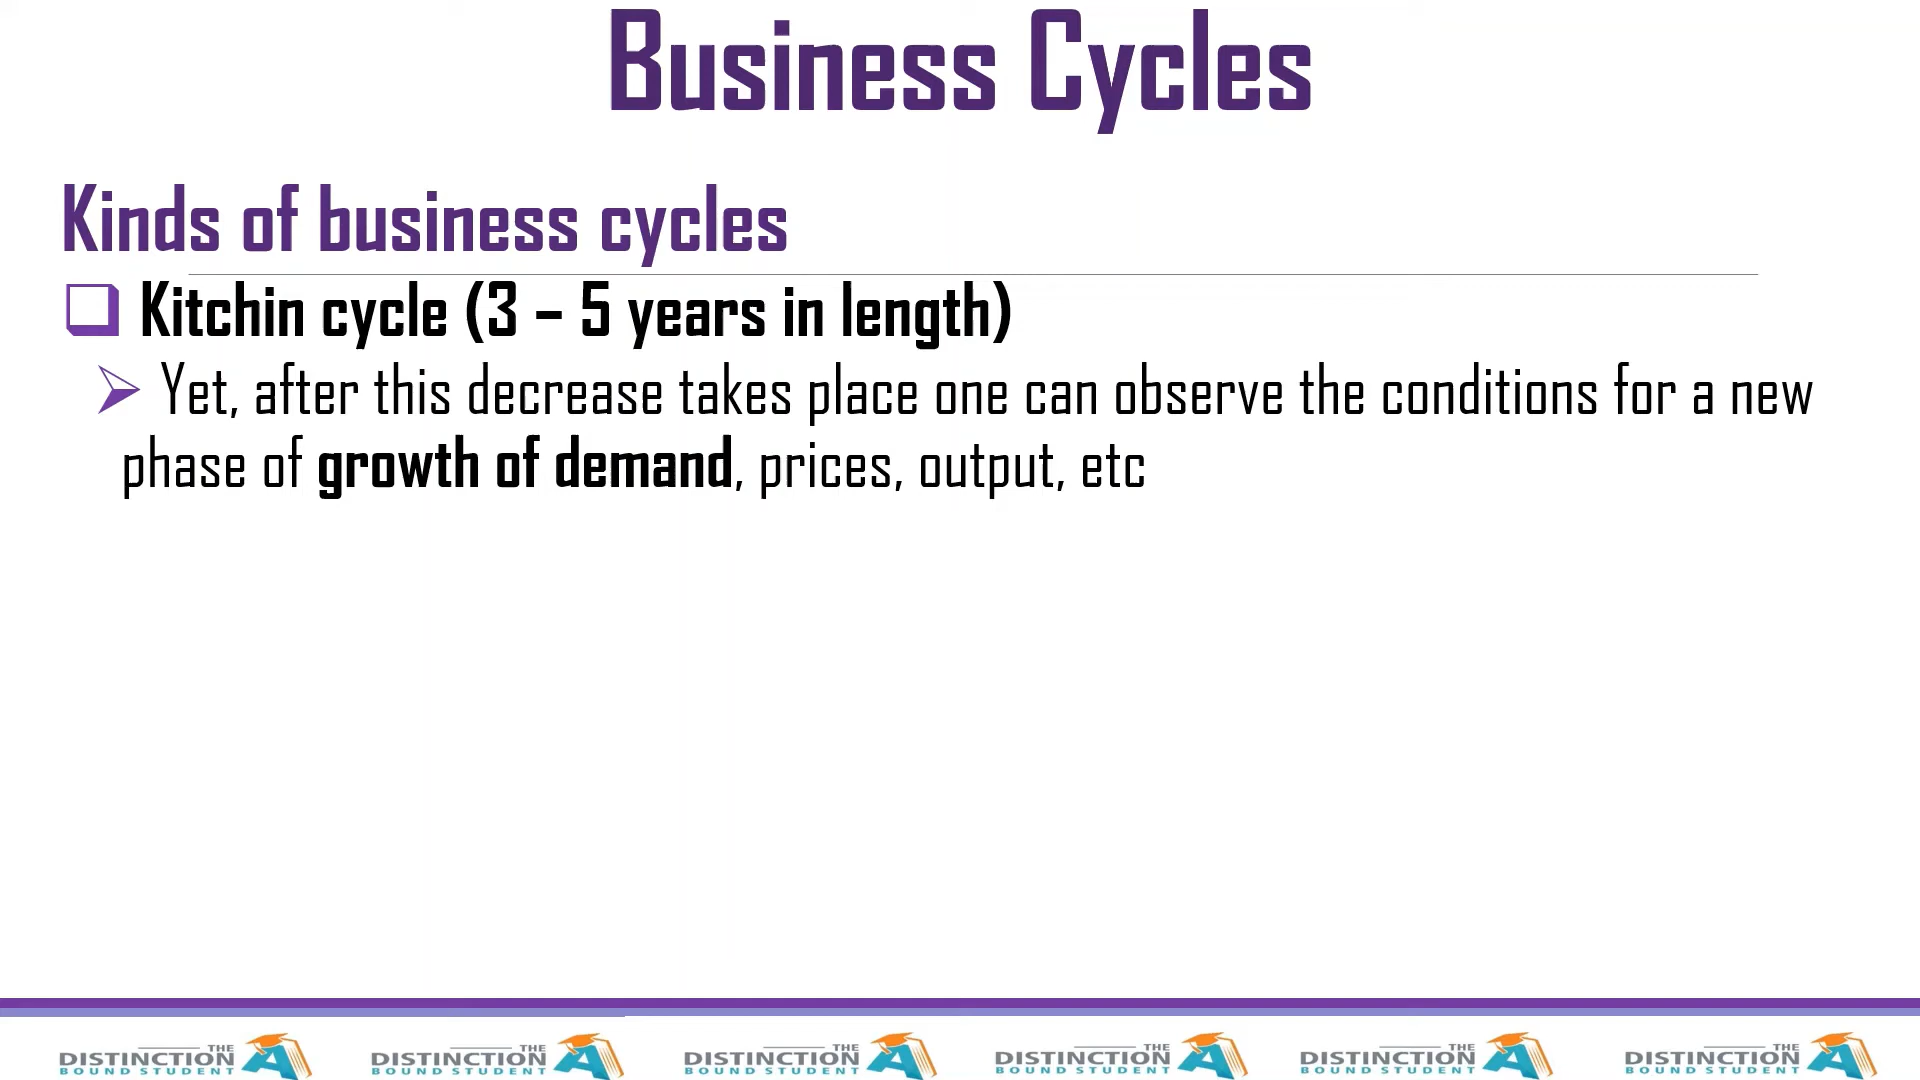 Business Cycles
Kinds of business cycles
Kitchin cycle (3 – 5 years in length)
Yet, after this decrease takes place one can observe the conditions for a new
phase of growth of demand, prices, output, etc
THE THE THE THE THE THE
DISTINCTION DISTINCTION DISTINCTION DISTINCTION DISTINCTION DISTINCTION
BOUND STUDENT BOUND STUDENT BOUND STUDENT BOUND STUDENT BOUND STUDENT BOUND STUDENT